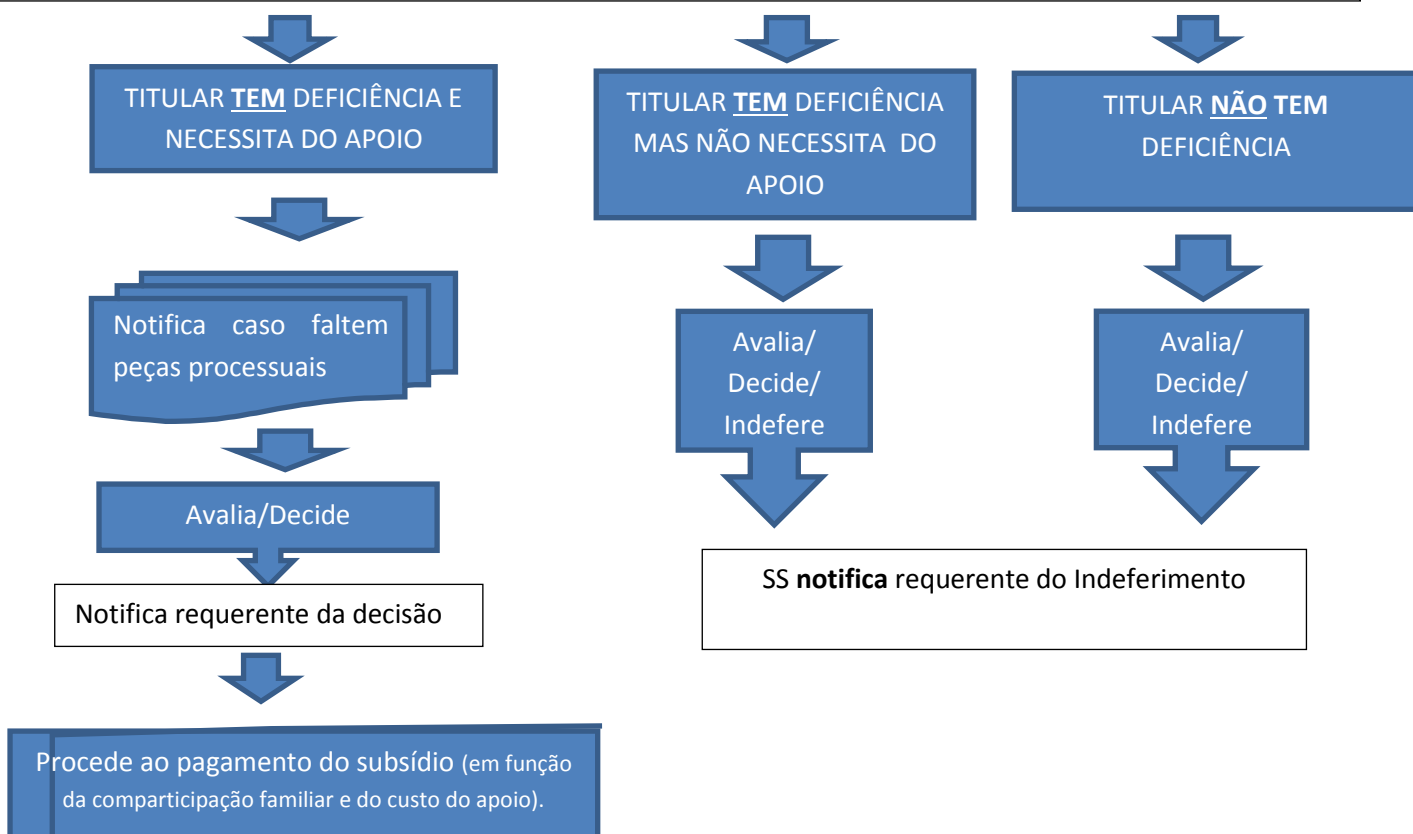 TITULAR TEM DEFICIÊNCIA E
NECESSITA DO APOIO
TITULAR TEM DEFICIÊNCIA
MAS NÃO NECESSITA DO
APOIO
TITULAR NÃO TEM
DEFICIÊNCIA
Notifica caso faltem
peças processuais
Avalia/
Decide/
Indefere
Avalia/
Decide/
Indefere
Avalia/Decide
Notifica requerente da decisão
SS notifica requerente do Indeferimento
Procede ao pagamento do subsídio (em função
da comparticipação familiar e do custo do apoio).